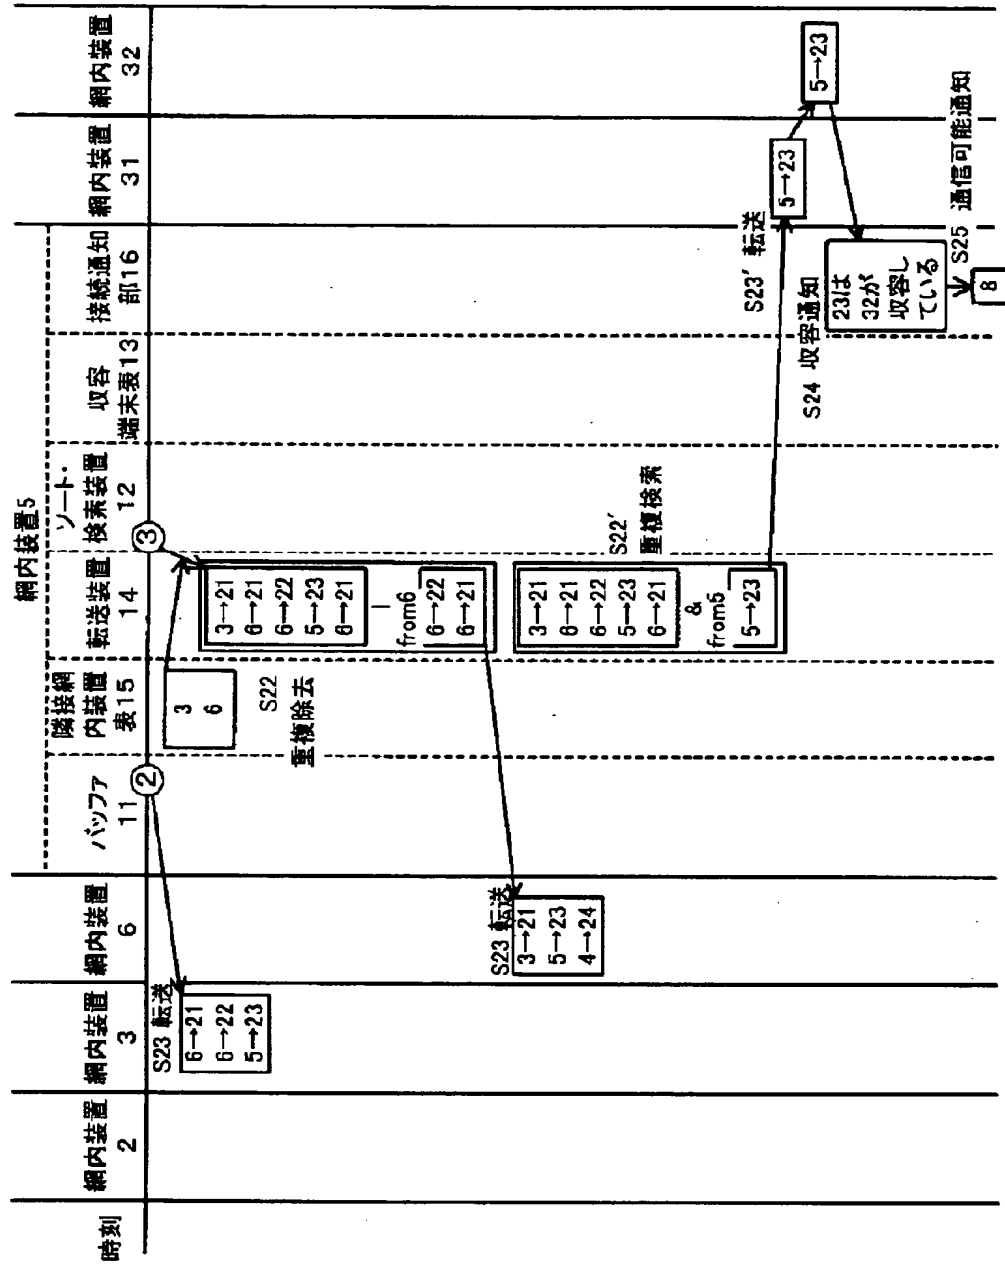 時刻
網内装置
2
網内装置
3
網内装置
6
網内装置5
バッファ
11
隣接網
内装置
表15
転送装置
14
ソート・
検索装置
12
収容
端末表13
接続通知
部16
網内装置
31
網内装置
32
②
③
S23 転送
6→21
6→22
5→23
3
6
S22
重複除去
3→21
6→21
6→22
5→23
6→21
—
from6
6→22
6→21
S23 転送
3→21
5→23
4→24
S22′
重複検索
3→21
6→21
6→22
5→23
6→21
&
from5
5→23
S23′ 転送
5→23
5→23
S24 収容通知
23は
32が
収容し
ている
S25 通信可能通知
8